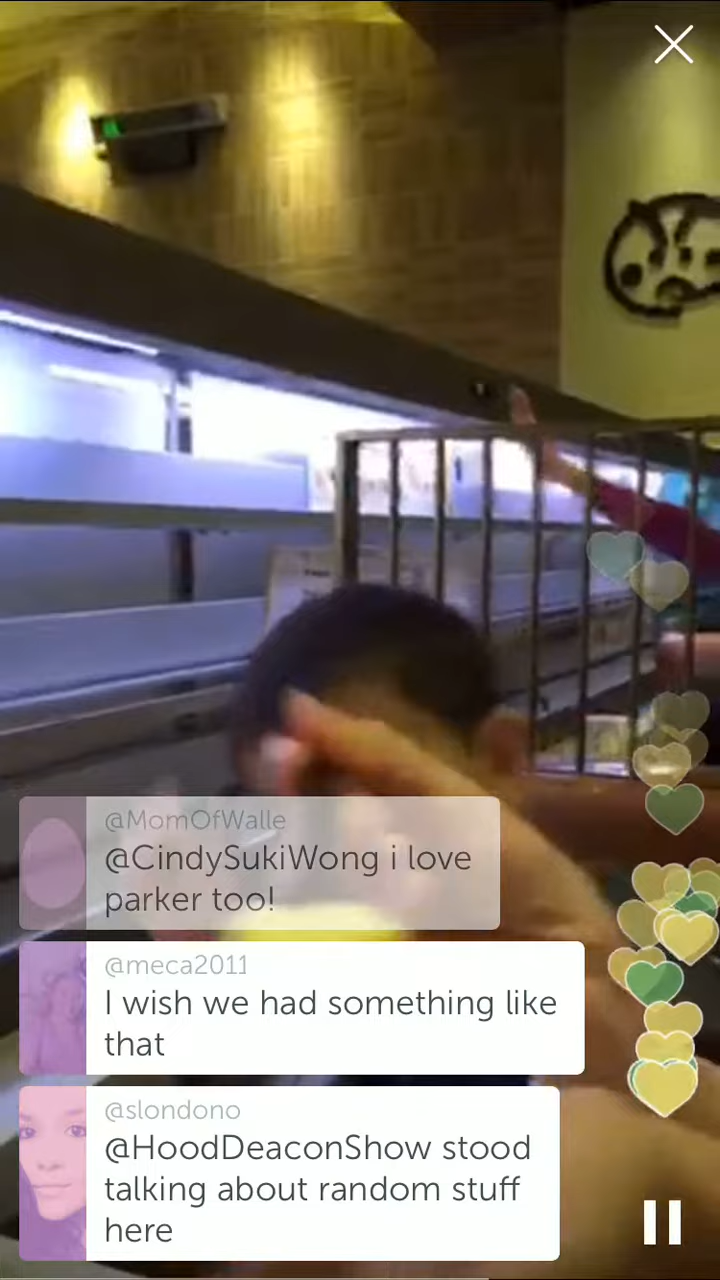 @MomOfWalle
@CindySukiWong i love
parker too!
@meca2011
I wish we had something like
that
@slondono
@HoodDeaconShow stood
talking about random stuff
here